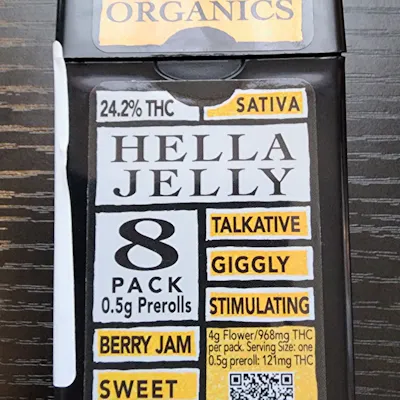 ORGANICS
24.2% THC
SATIVA
HELLA
JELLY
8
PACK
0.5g Prerolls
TALKATIVE
GIGGLY
STIMULATING
BERRY JAM
SWEET
4g Flower/968mg THC
per pack. Serving Size: one
0.5g preroll: 121mg THC